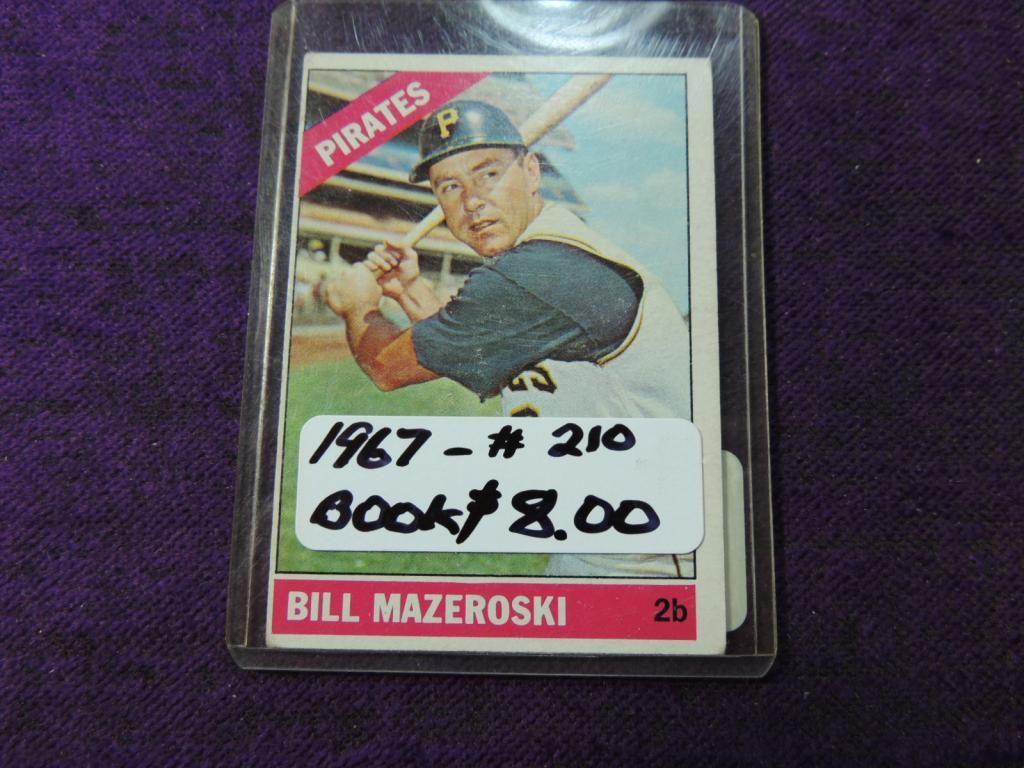 PIRATES
P
1967 - # 210
BOOK $ 8.00
BILL MAZEROSKI 2b